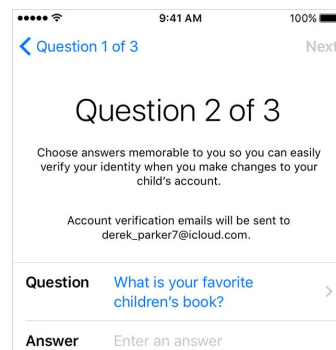 9:41 AM
100%
Question 1 of 3
Next
Question 2 of 3
Choose answers memorable to you so you can easily
verify your identity when you make changes to your
child's account.
Account verification emails will be sent to
derek_parker7@icloud.com.
Question
What is your favorite
children's book?
Answer
Enter an answer